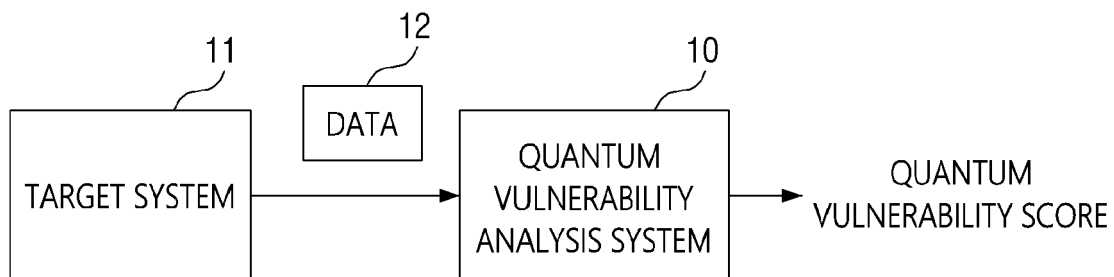 11
12
10
TARGET SYSTEM
DATA
QUANTUM
VULNERABILITY
ANALYSIS SYSTEM
QUANTUM
VULNERABILITY SCORE